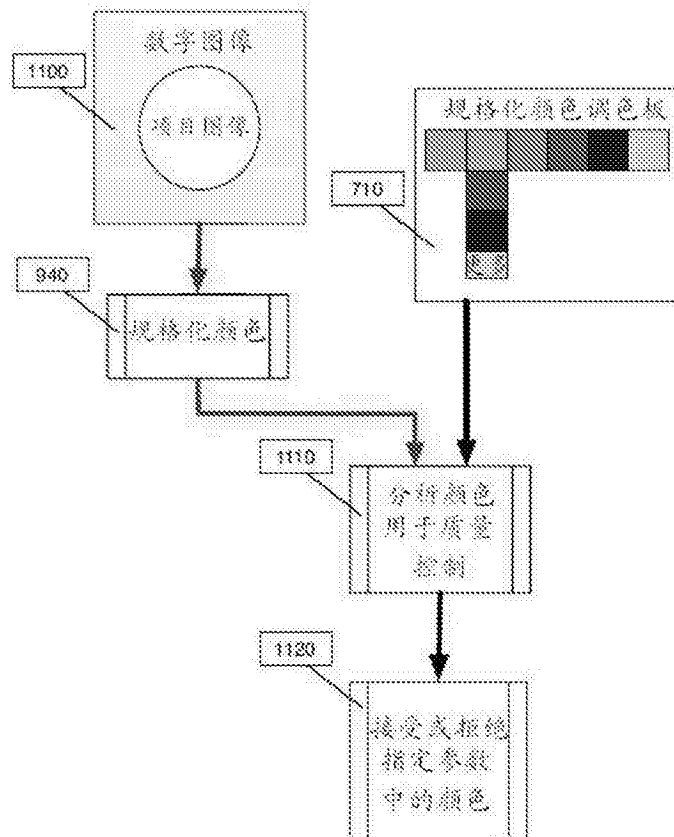 数字图像
1100
项目图像
规格化颜色调色板
710
940
规格化颜色
1110
分析颜色
用于质量
控制
1120
接受或拒绝
指定参数
中的颜色